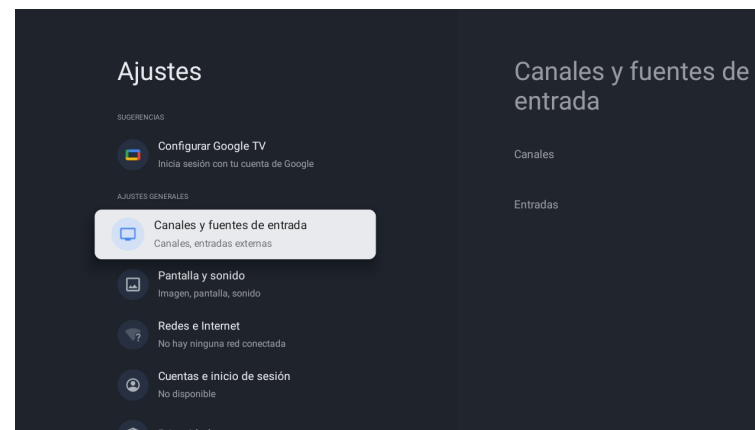 Ajustes
SUGERENCIAS
Configurar Google TV
Inicia sesión con tu cuenta de Google
AJUSTES GENERALES
Canales y fuentes de entrada
Canales, entradas externas
Pantalla y sonido
Imagen, pantalla, sonido
Redes e Internet
No hay ninguna red conectada
Cuentas e inicio de sesión
No disponible
Canales y fuentes de
entrada
Canales
Entradas